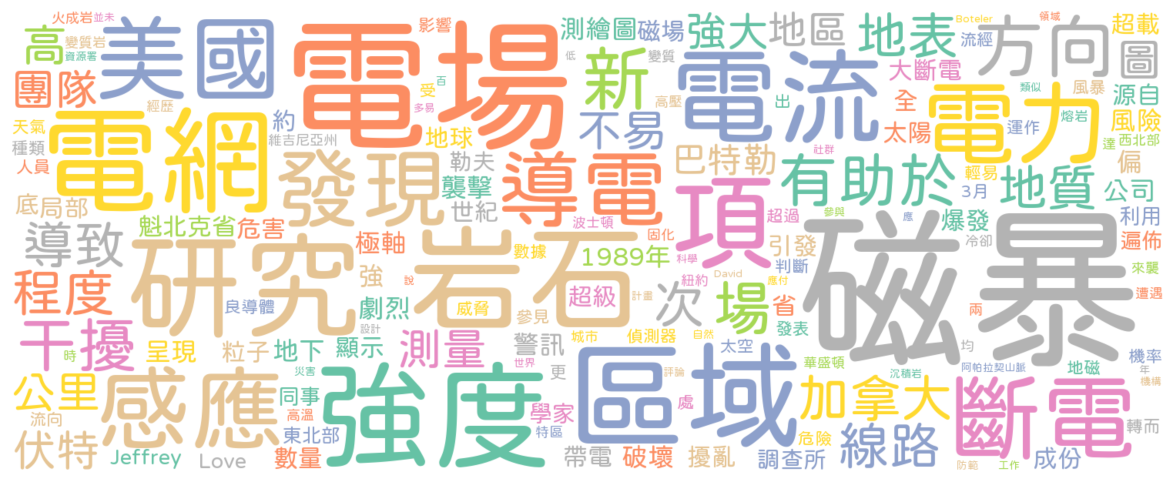 火成岩
並未
高
變質岩
資源署
美國
電場
影響
測繪圖
磁場
強大
地區
地表
Boteler
流經
方向
領域
超載
圖
團隊
經歷
受
百
多易
新
低
變質
高壓
電流
大斷電
出
全
太陽
類似
風暴
電力
運作
熔岩
源自
風險
達
西北部
天氣
種類
人員
電網
約
維吉尼亞州
地球
不易
社群
巴特勒
有助於
輕易
3月
地質
偏
公司
底
局部
發現
勒夫
襲擊
世紀
導電
波士頓
固化
項
超過
參與
應
爆發
冷卻
利用
遍佈
來襲
遭遇
魁北克省
危害
導致
研究
極軸
強
數據
岩石
1989年
科學
紐約
引發
判斷
David
應付
磁暴
程度
良導體
劇烈
說
威脅
參見
超級
計畫
次
場
省
發表
兩
干擾
時
呈現
粒子
地下
顯示
設計
測量
警訊
世界
更
城市
偵測器
自然
太空
華盛頓
均
阿帕拉契山脈
地磁
機率
年
機構
公里
流向
感應
災害
同事
高溫
強度
學家
特區
處
區域
評論
沉積岩
加拿大
斷電
轉而
伏特
Jeffrey
Love
東北部
數量
帶電
破壞
擾亂
調查所
危險
線路
防範
工作
成份